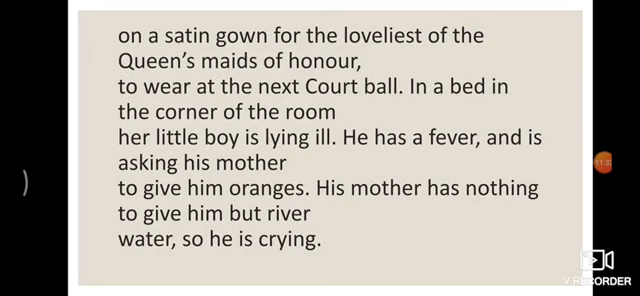 on a satin gown for the loveliest of the
Queen's maids of honour,
to wear at the next Court ball. In a bed in
the corner of the room
her little boy is lying ill. He has a fever, and is
asking his mother
to give him oranges. His mother has nothing
to give him but river
water, so he is crying.
11:33
V RECORDER